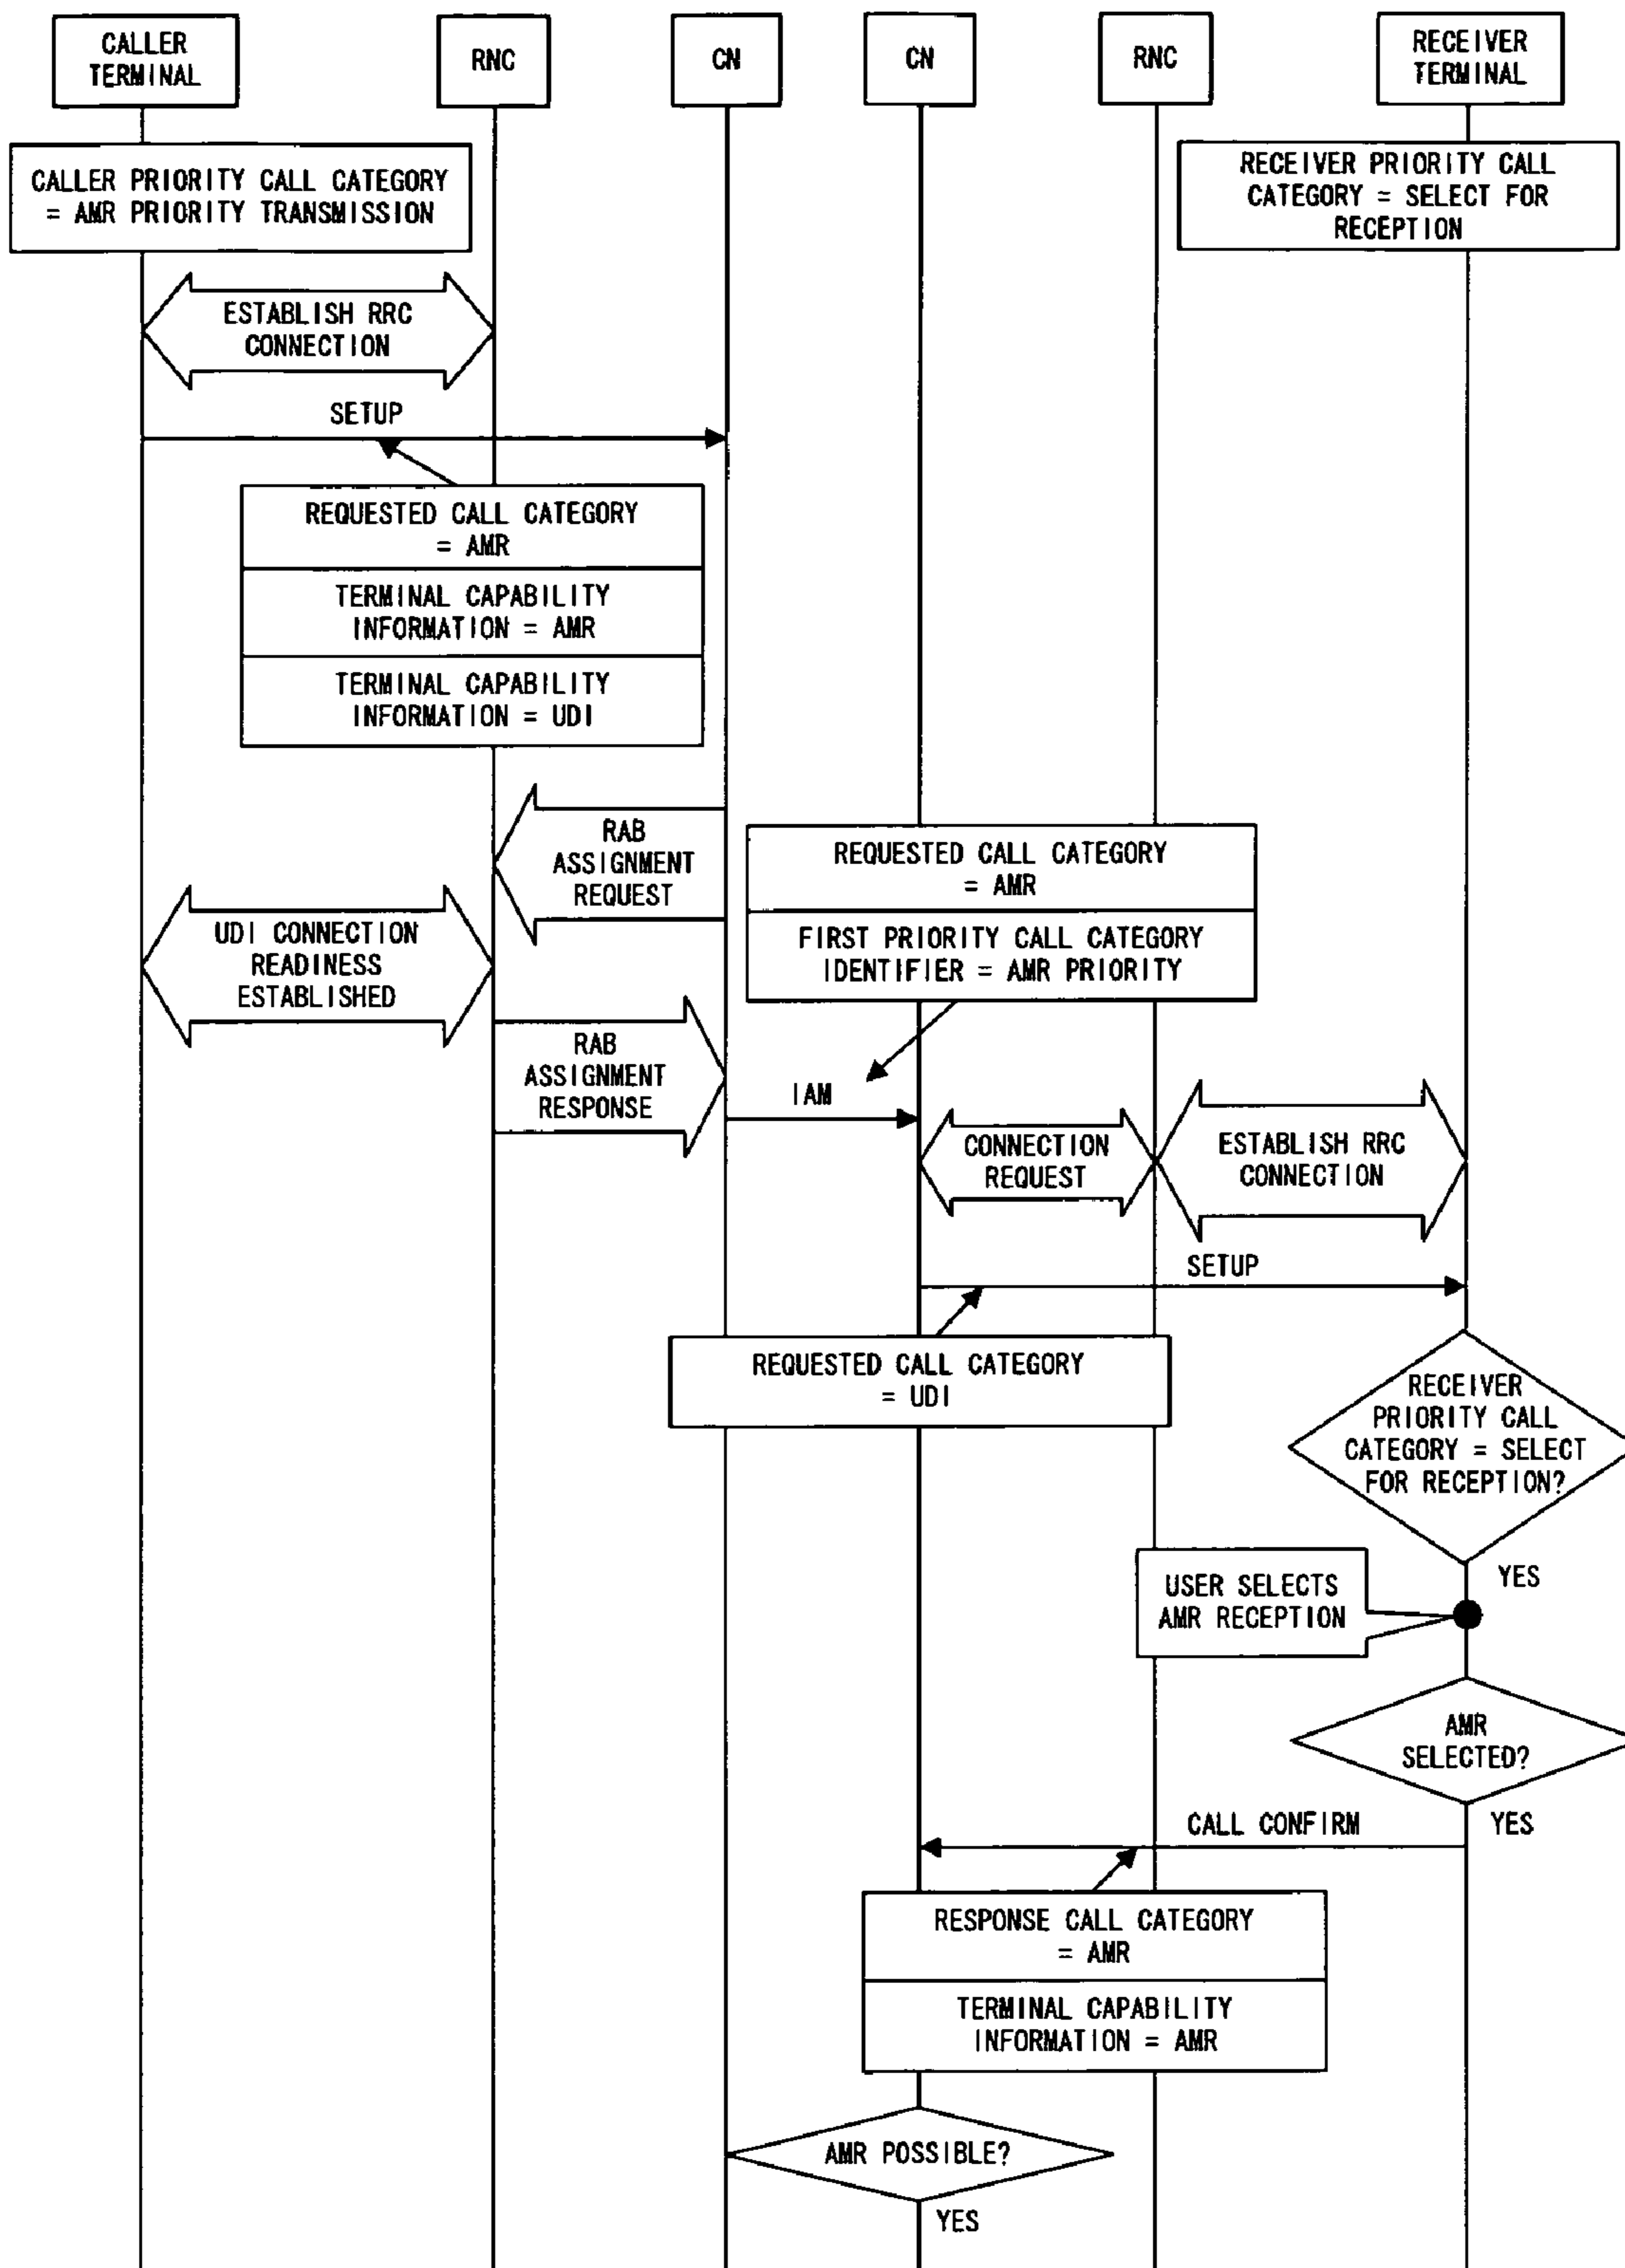 CALLER
TERMINAL
RNC
CN
CN
RNC
RECEIVER
TERMINAL
CALLER PRIORITY CALL CATEGORY
= AMR PRIORITY TRANSMISSION
RECEIVER PRIORITY CALL
CATEGORY = SELECT FOR
RECEPTION
ESTABLISH RRC
CONNECTION
SETUP
REQUESTED CALL CATEGORY
= AMR
TERMINAL CAPABILITY
INFORMATION = AMR
TERMINAL CAPABILITY
INFORMATION = UDI
RAB
ASSIGNMENT
REQUEST
REQUESTED CALL CATEGORY
= AMR
FIRST PRIORITY CALL CATEGORY
IDENTIFIER = AMR PRIORITY
UDI CONNECTION
READINESS
ESTABLISHED
RAB
ASSIGNMENT
RESPONSE
IAM
CONNECTION
REQUEST
ESTABLISH RRC
CONNECTION
SETUP
REQUESTED CALL CATEGORY
= UDI
RECEIVER
PRIORITY CALL
CATEGORY = SELECT
FOR RECEPTION?
YES
USER SELECTS
AMR RECEPTION
AMR
SELECTED?
YES
CALL CONFIRM
RESPONSE CALL CATEGORY
= AMR
TERMINAL CAPABILITY
INFORMATION = AMR
AMR POSSIBLE?
YES